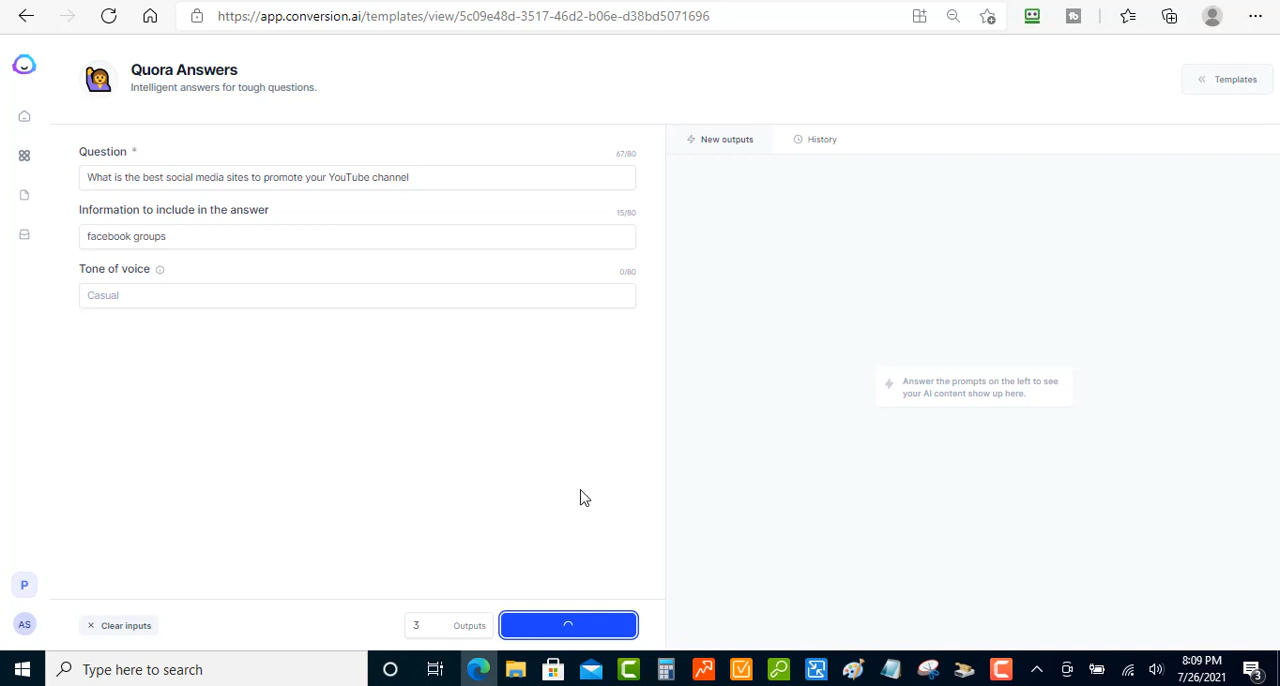 https://app.conversion.ai/templates/view/5c09e48d-3517-46d2-b06e-d38bd5071696
Quora Answers
Intelligent answers for tough questions.
Templates
Question *
67/80
What is the best social media sites to promote your YouTube channel
Information to include in the answer
15/80
facebook groups
Tone of voice
0/80
Casual
New outputs
History
Answer the prompts on the left to see
your AI content show up here.
P
AS
Clear inputs
3 Outputs
Type here to search
8:09 PM
7/26/2021
3